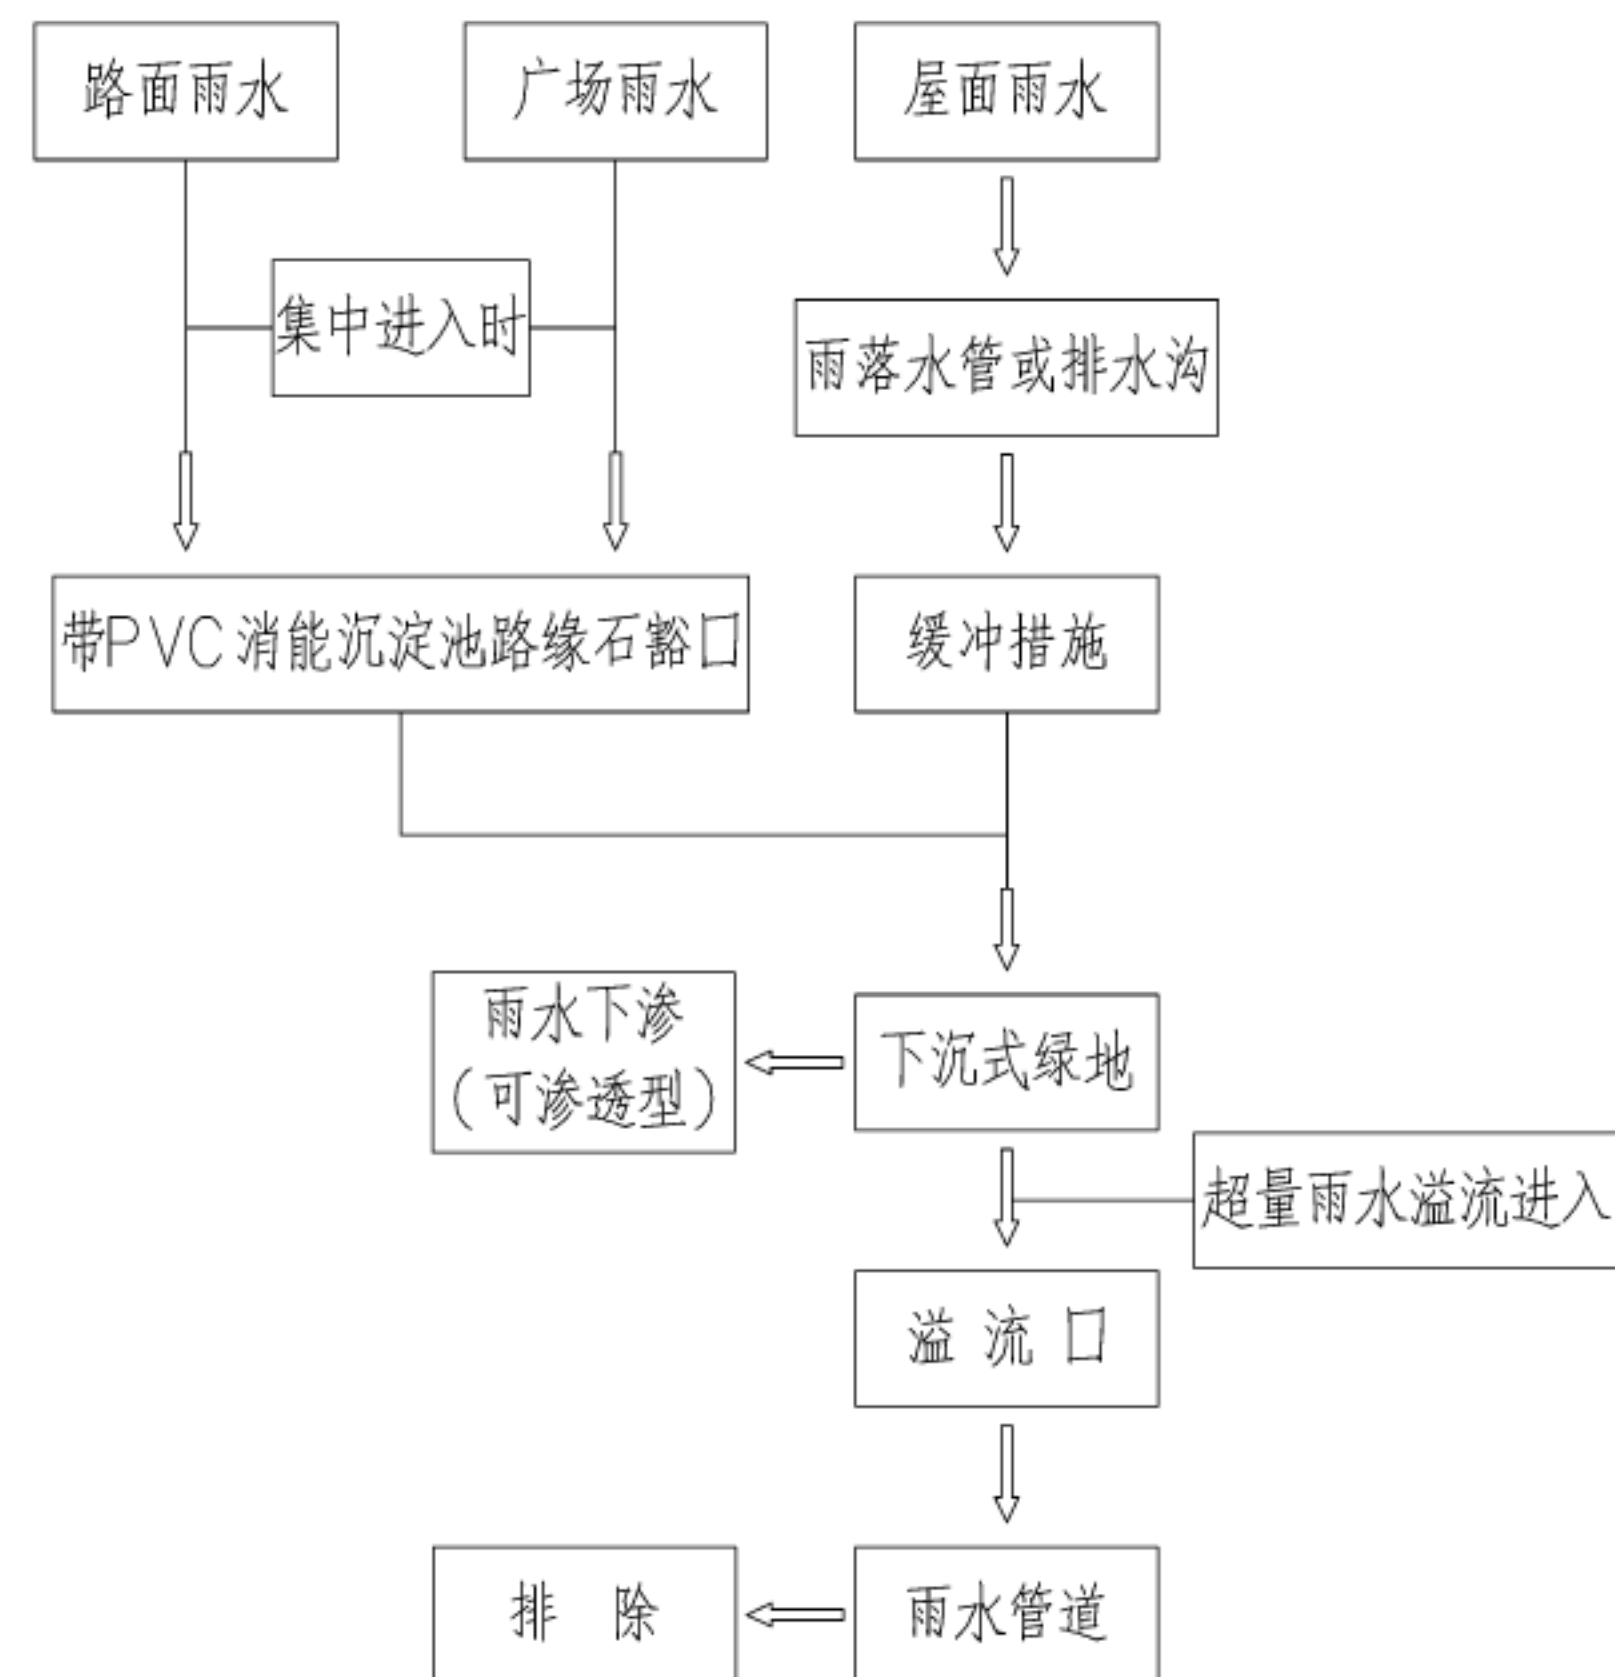 路面雨水
广场雨水
屋面雨水
集中进入时
雨落水管或排水沟
带PVC消能沉淀池路缘石豁口
缓冲措施
雨水下渗
(可渗透型)
下沉式绿地
超量雨水溢流进入
溢 流 口
排 除
雨水管道